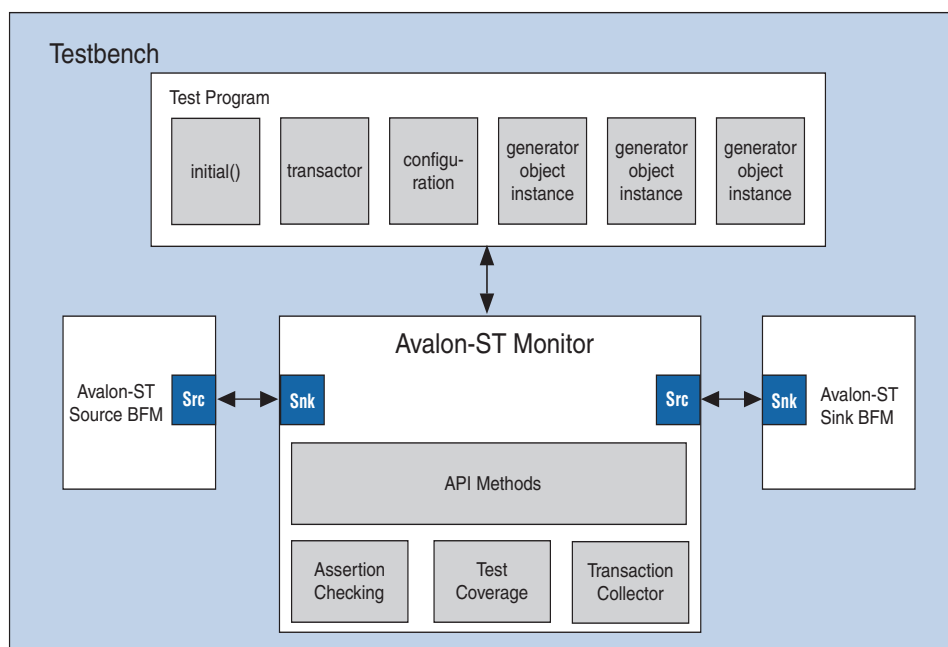 Testbench
Test Program
initial()
transactor
configu-
ration
generator
object
instance
generator
object
instance
generator
object
instance
Avalon-ST Monitor
Avalon-ST
Source BFM
Src
Snk
Src
Snk
Avalon-ST
Sink BFM
API Methods
Assertion
Checking
Test
Coverage
Transaction
Collector